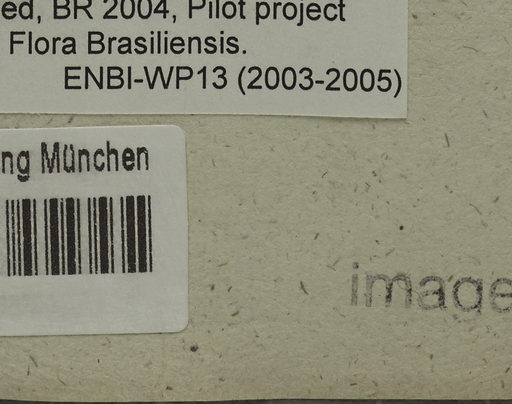 ed, BR 2004, Pilot project
Flora Brasiliensis.
ENBI-WP13 (2003-2005)
ng München
image